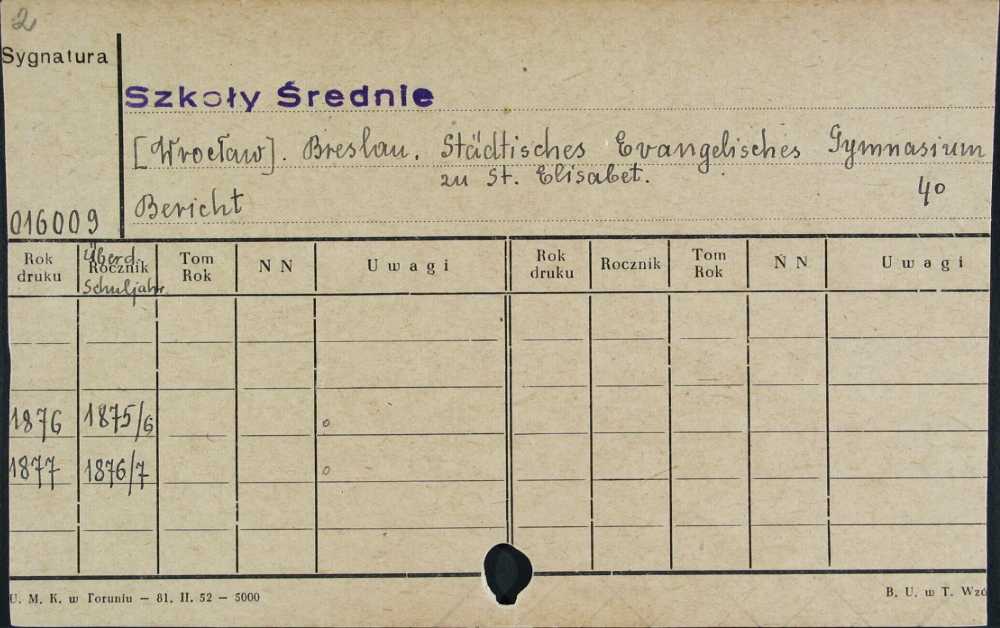 2
Sygnatura
Szkoły Średnie
[Wrocław]. Breslau. Städtisches Evangelisches Gymnasium
zu St. Elisabet.
40
016009 Bericht
Rok druku Überd. Rocznik Schuljahr Tom Rok N N Uwagi Rok druku Rocznik Tom Rok N N Uwagi
1876 1875/6 o
1877 1876/7 o
U. M. K. w Toruniu — 81. II. 52 — 5000 B. U. w T. Wzó